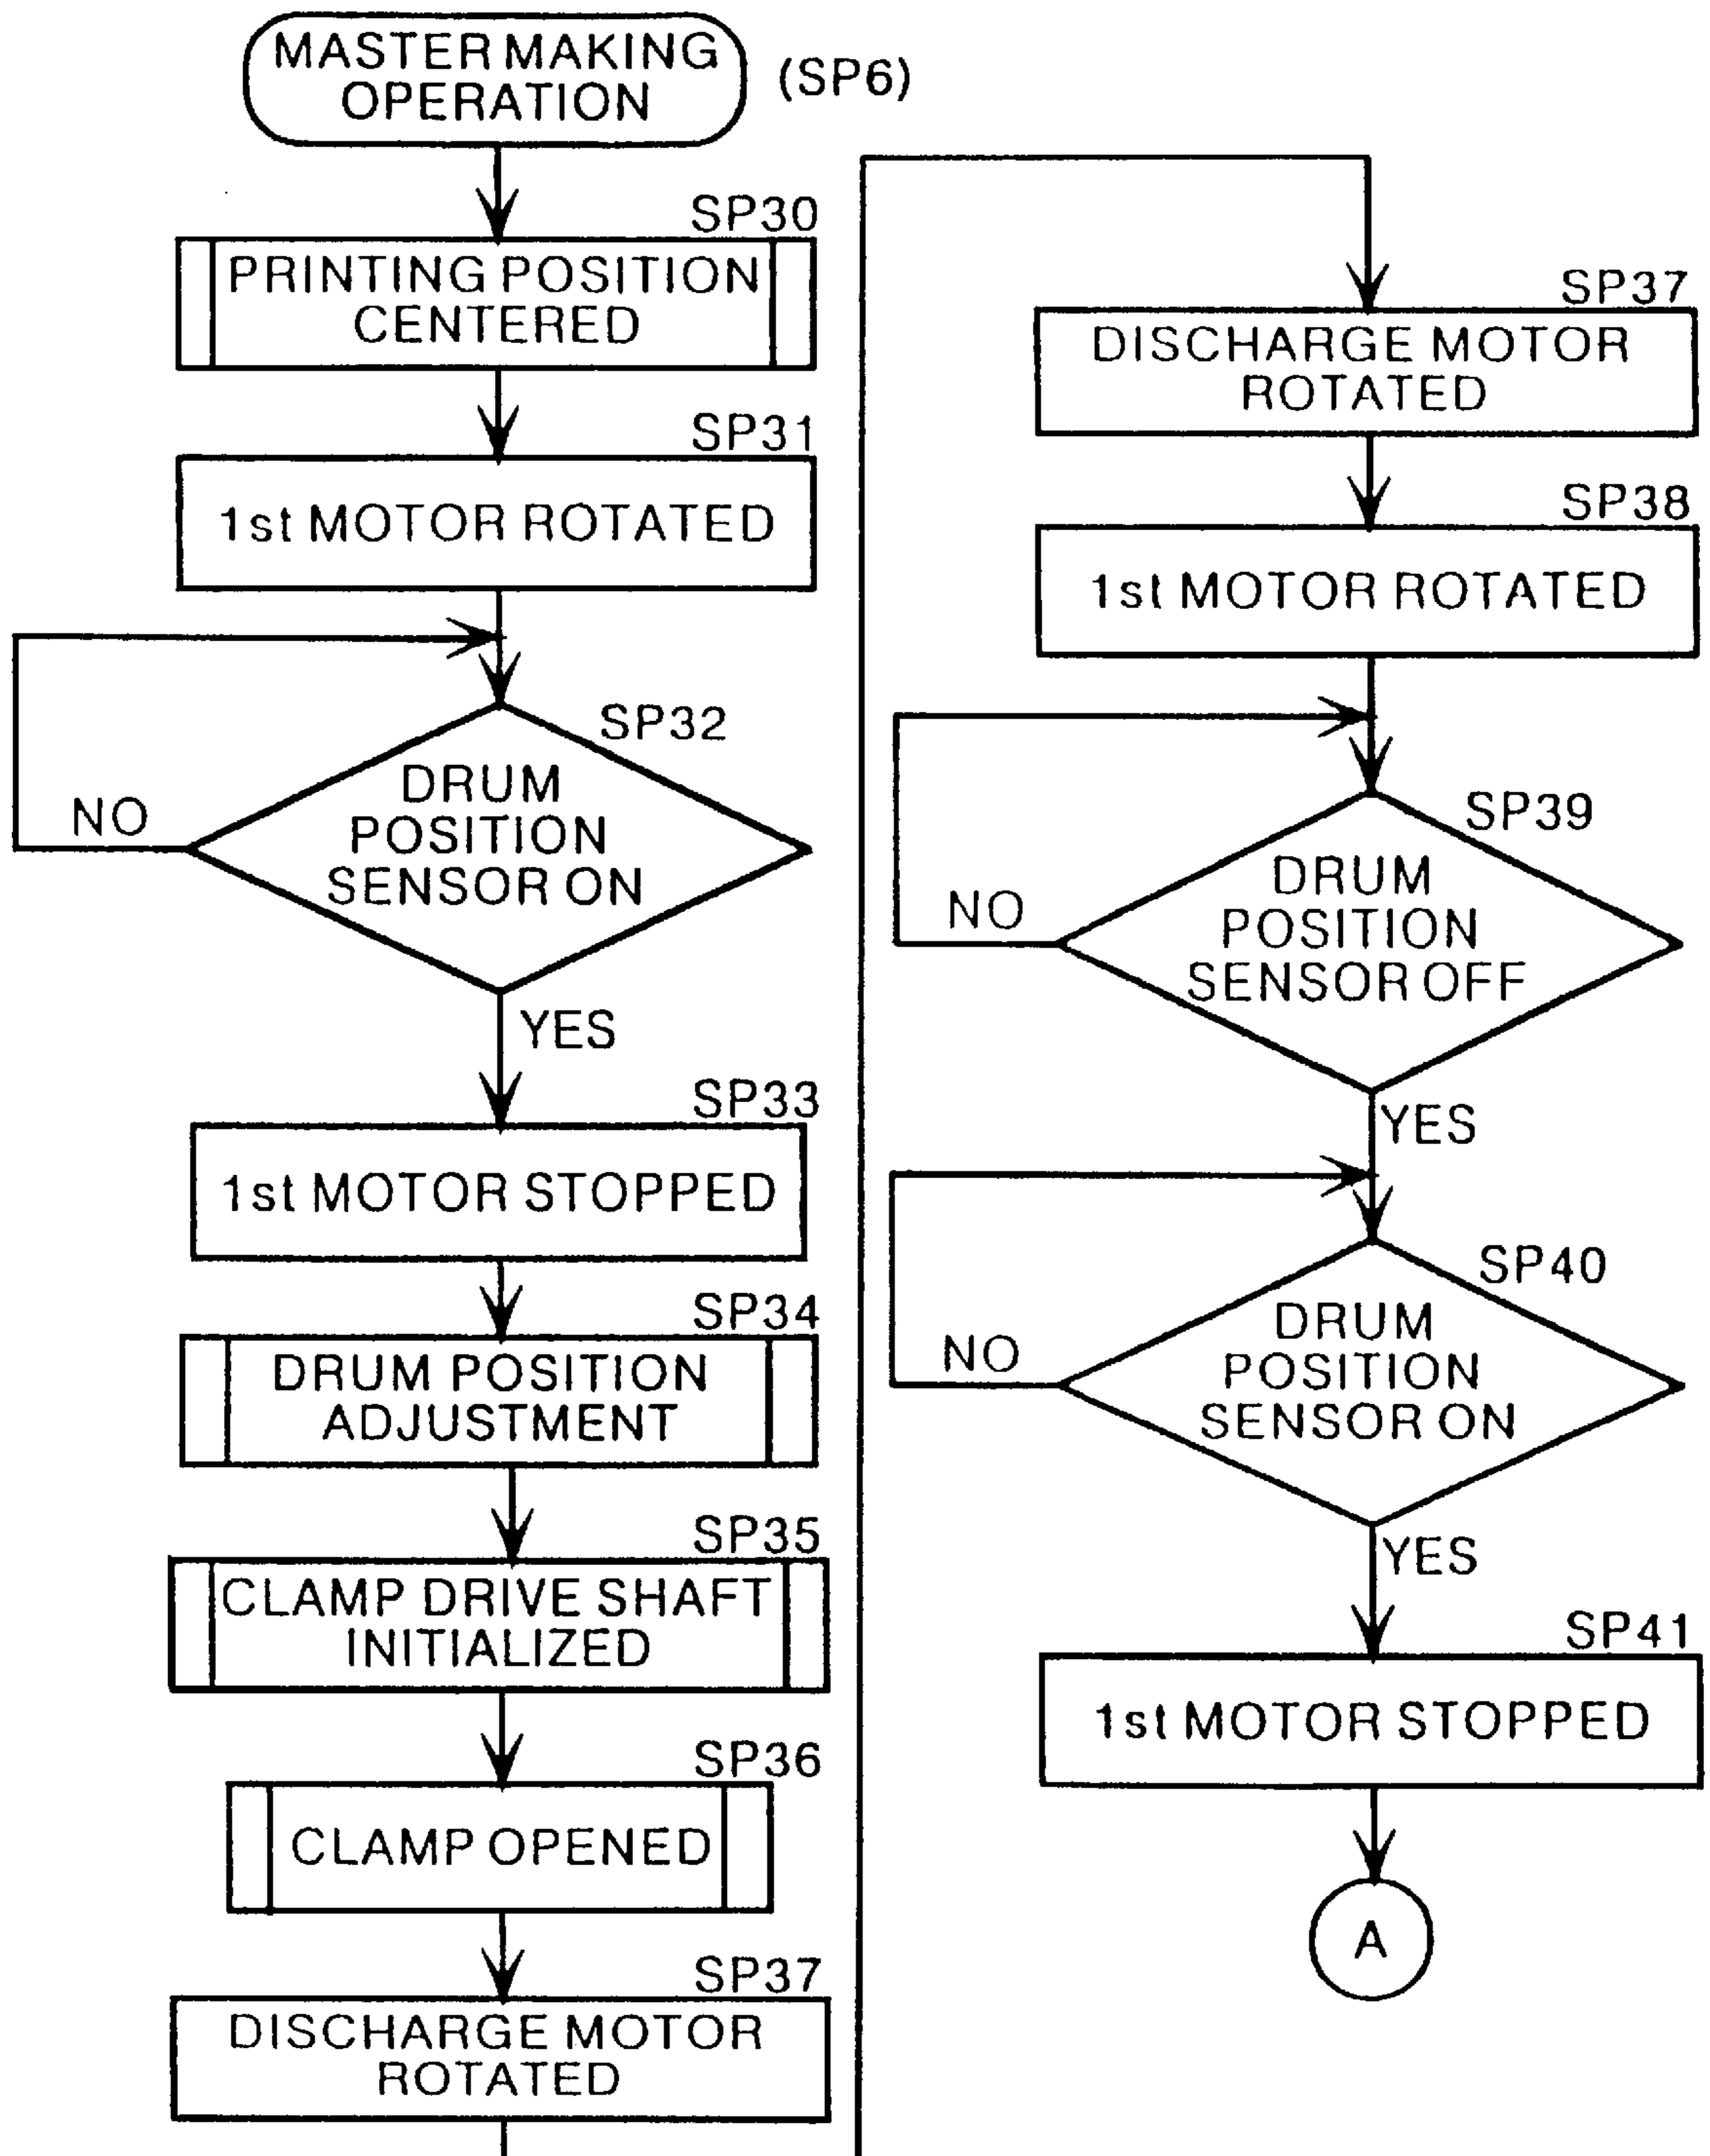 MASTER MAKING
OPERATION
(SP6)
SP30
PRINTING POSITION
CENTERED
SP31
1st MOTOR ROTATED
SP32
DRUM
POSITION
SENSOR ON
NO
YES
SP33
1st MOTOR STOPPED
SP34
DRUM POSITION
ADJUSTMENT
SP35
CLAMP DRIVE SHAFT
INITIALIZED
SP36
CLAMP OPENED
SP37
DISCHARGE MOTOR
ROTATED
SP37
DISCHARGE MOTOR
ROTATED
SP38
1st MOTOR ROTATED
SP39
DRUM
POSITION
SENSOR OFF
NO
YES
SP40
DRUM
POSITION
SENSOR ON
NO
YES
SP41
1st MOTOR STOPPED
A